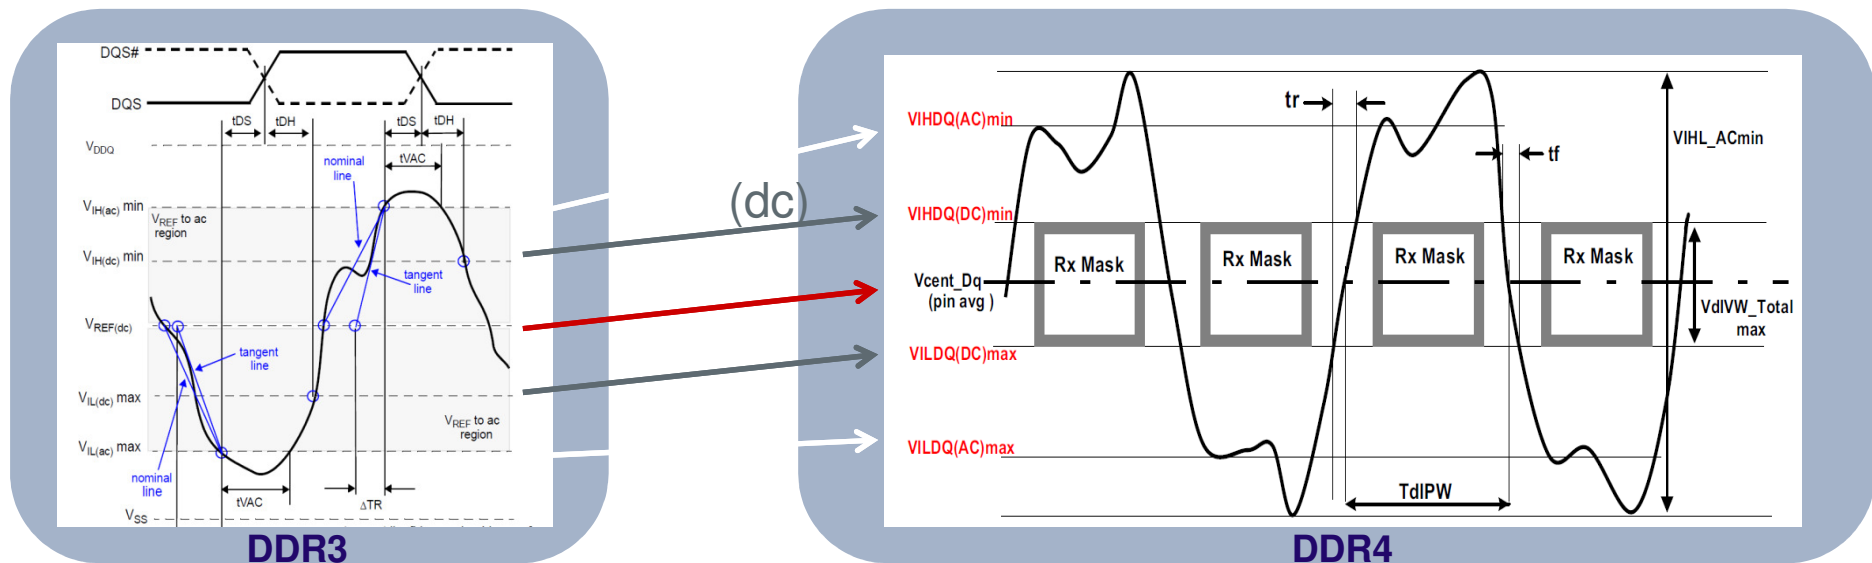 DQS#
DQS
tDS
tDH
tDS
tDH
VDDQ
tVAC
nominal
line
VIH(ac) min
VREF to ac
region
VIH(dc) min
tangent
line
VREF(dc)
tangent
line
VIL(dc) max
VREF to ac
region
VIL(ac) max
nominal
line
tVAC
ΔTR
VSS
DDR3
(dc)
VIHDQ(AC)min
tr
VIHL_ACmin
tf
VIHDQ(DC)min
Rx Mask
Rx Mask
Rx Mask
Rx Mask
Vcent_Dq
(pin avg )
VdIVW_Total
max
VILDQ(DC)max
VILDQ(AC)max
TdIPW
DDR4